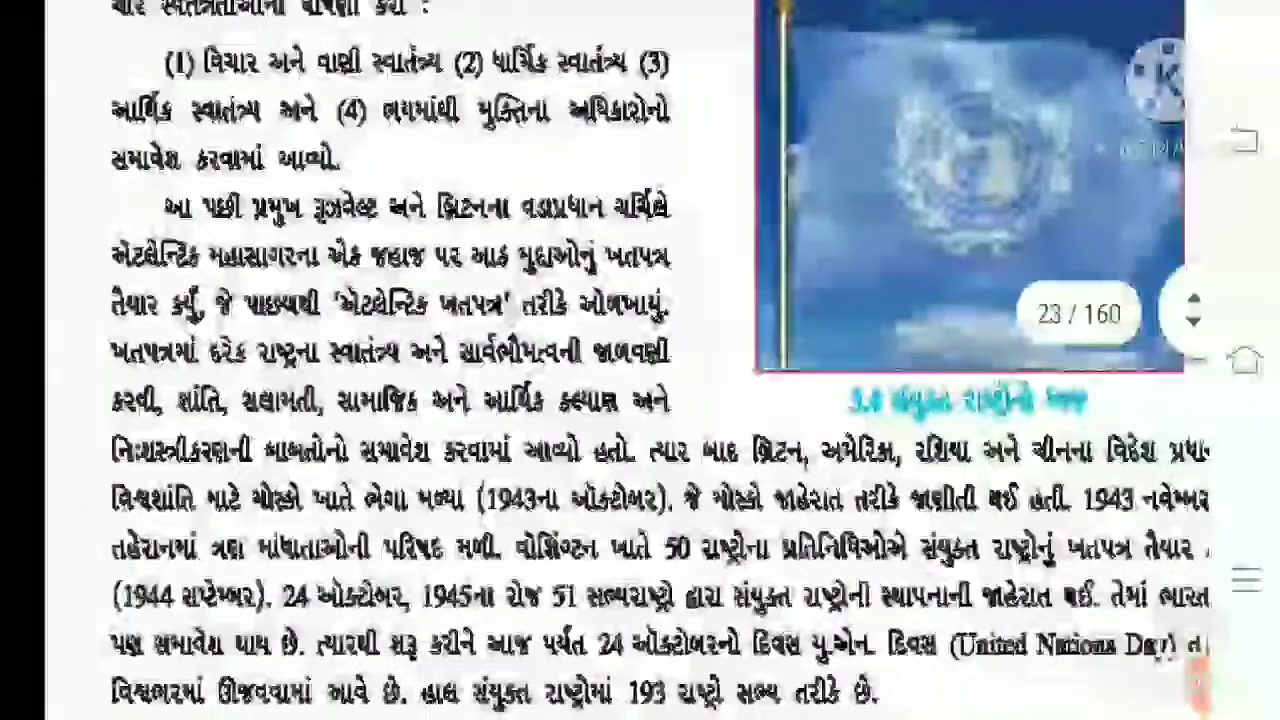 ચાર સ્વતંત્રતાઓની ઘોષણા કરી :
(1) વિચાર અને વાણી સ્વાતંત્ર્ય (2) ધાર્મિક સ્વાતંત્ર્ય (3)
આર્થિક સ્વાતંત્ર્ય અને (4) ભયમાંથી મુક્તિના અધિકારોનો
સમાવેશ કરવામાં આવ્યો.
આ પછી પ્રમુખ રૂઝવેલ્ટ અને બ્રિટનના વડાપ્રધાન ચર્ચિલે
ઍટલેન્ટિક મહાસાગરના એક જહાજ પર આઠ મુદ્દાઓનું ખતપત્ર
તૈયાર કર્યું, જે પાછળથી 'ઍટલેન્ટિક ખતપત્ર' તરીકે ઓળખાયું.
ખતપત્રમાં દરેક રાષ્ટ્રના સ્વાતંત્ર્ય અને સાર્વભૌમત્વની જાળવણી
કરવી, શાંતિ, સલામતી, સામાજિક અને આર્થિક કલ્યાણ અને
23 / 160
3.8 સંયુક્ત રાષ્ટ્રોનો ધ્વજ
નિઃશસ્ત્રીકરણની બાબતોનો સમાવેશ કરવામાં આવ્યો હતો. ત્યાર બાદ બ્રિટન, અમેરિકા, રશિયા અને ચીનના વિદેશ
વિશ્વશાંતિ માટે મોસ્કો ખાતે ભેગા મળ્યા (1943ના ઑક્ટોબર). જે મોસ્કો જાહેરાત તરીકે જાણીતી થઈ હતી. 1943 નવેમ્બર
તહેરાનમાં ત્રણ માંધાતાઓની પરિષદ મળી. વૉશિંગ્ટન ખાતે 50 રાષ્ટ્રોના પ્રતિનિધિઓએ સંયુક્ત રાષ્ટ્રોનું ખતપત્ર તૈયાર
(1944 સપ્ટેમ્બર). 24 ઑક્ટોબર, 1945ના રોજ 51 સભ્યરાષ્ટ્રો દ્વારા સંયુક્ત રાષ્ટ્રોની સ્થાપનાની જાહેરાત થઈ. તેમાં ભારત
પણ સમાવેશ થાય છે. ત્યારથી શરૂ કરીને આજ પર્યંત 24 ઑક્ટોબરનો દિવસ યુ.એન. દિવસ (United Nations Day)
વિશ્વભરમાં ઊજવવામાં આવે છે. હાલ સંયુક્ત રાષ્ટ્રોમાં 193 રાષ્ટ્રો સભ્ય તરીકે છે.